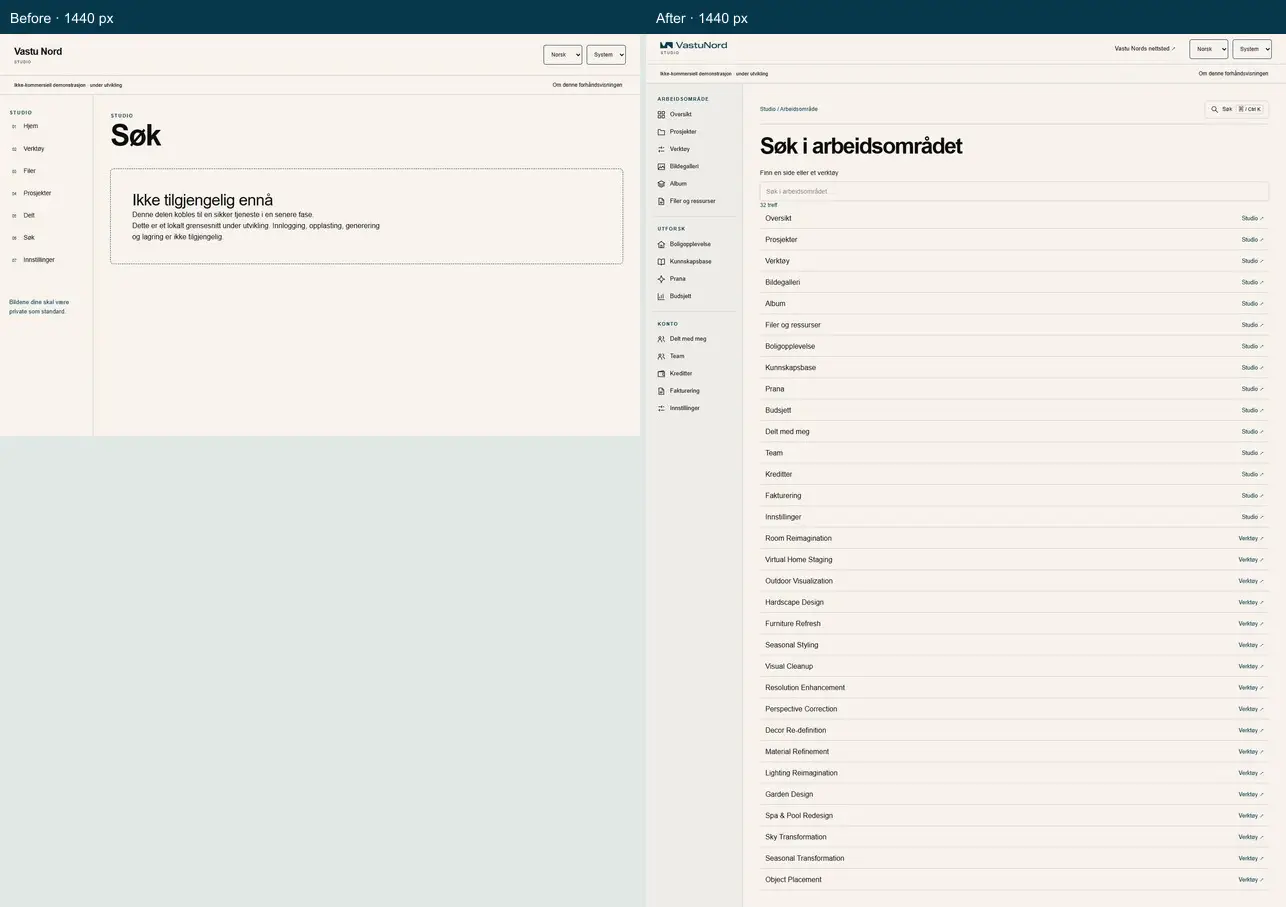 Before · 1440 px
Vastu Nord
STUDIO
Norsk
System
Ikke-kommersiell demonstrasjon · under utvikling
Om denne forhåndsvisningen
STUDIO
01 Hjem
02 Verktøy
03 Filer
04 Prosjekter
05 Delt
06 Søk
07 Innstillinger
Bildene dine skal være
private som standard.
STUDIO
Søk
Ikke tilgjengelig ennå
Denne delen kobles til en sikker tjeneste i en senere fase.
Dette er et lokalt grensesnitt under utvikling. Innlogging, opplasting, generering
og lagring er ikke tilgjengelig.
After · 1440 px
VastuNord
STUDIO
Vastu Nords nettsted ↗
Norsk
System
Ikke-kommersiell demonstrasjon · under utvikling
Om denne forhåndsvisningen
ARBEIDSOMRÅDE
Oversikt
Prosjekter
Verktøy
Bildegalleri
Album
Filer og ressurser
UTFORSK
Boligopplevelse
Kunnskapsbase
Prana
Budsjett
KONTO
Delt med meg
Team
Kreditter
Fakturering
Innstillinger
Studio / Arbeidsområde
Søk ⌘ / Ctrl K
Søk i arbeidsområdet
Finn en side eller et verktøy
Søk i arbeidsområdet…
32 treff
Oversikt Studio ↗
Prosjekter Studio ↗
Verktøy Studio ↗
Bildegalleri Studio ↗
Album Studio ↗
Filer og ressurser Studio ↗
Boligopplevelse Studio ↗
Kunnskapsbase Studio ↗
Prana Studio ↗
Budsjett Studio ↗
Delt med meg Studio ↗
Team Studio ↗
Kreditter Studio ↗
Fakturering Studio ↗
Innstillinger Studio ↗
Room Reimagination Verktøy ↗
Virtual Home Staging Verktøy ↗
Outdoor Visualization Verktøy ↗
Hardscape Design Verktøy ↗
Furniture Refresh Verktøy ↗
Seasonal Styling Verktøy ↗
Visual Cleanup Verktøy ↗
Resolution Enhancement Verktøy ↗
Perspective Correction Verktøy ↗
Decor Re-definition Verktøy ↗
Material Refinement Verktøy ↗
Lighting Reimagination Verktøy ↗
Garden Design Verktøy ↗
Spa & Pool Redesign Verktøy ↗
Sky Transformation Verktøy ↗
Seasonal Transformation Verktøy ↗
Object Placement Verktøy ↗